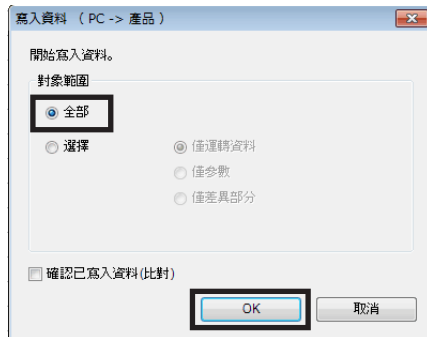 寫入資料 （ PC -> 產品 ）
開始寫入資料。
對象範圍
全部
選擇
僅運轉資料
僅參數
僅差異部分
確認已寫入資料(比對)
OK
取消